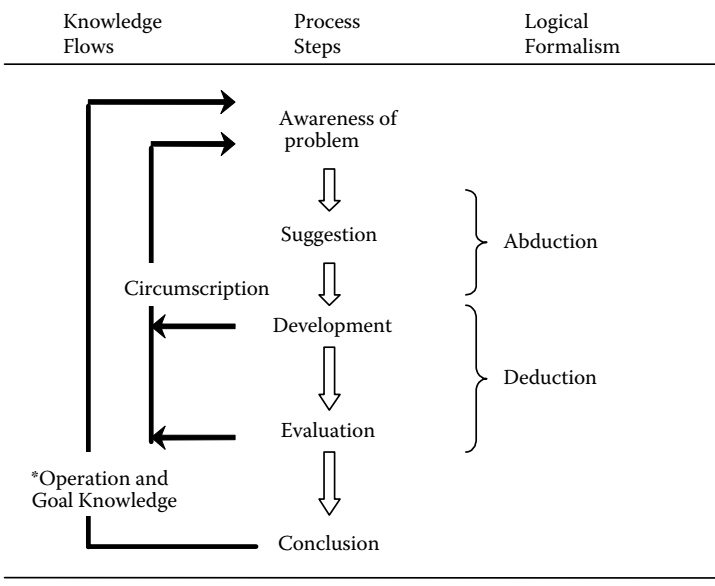 Knowledge
Flows
Process
Steps
Logical
Formalism
Awareness of
problem
Suggestion
Abduction
Circumscription
Development
Deduction
Evaluation
*Operation and
Goal Knowledge
Conclusion